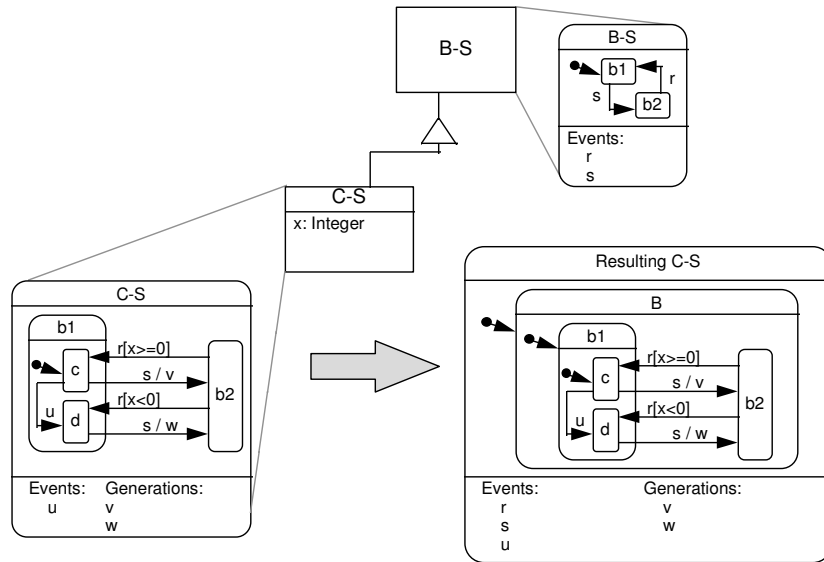 B-S
B-S
b1
r
s
b2
Events:
r
s
C-S
x: Integer
C-S
b1
r[x>=0]
c
s / v
b2
r[x<0]
u
d
s / w
Events: Generations:
u v
w
Resulting C-S
B
b1
r[x>=0]
c
s / v
b2
r[x<0]
u
d
s / w
Events: Generations:
r v
s w
u